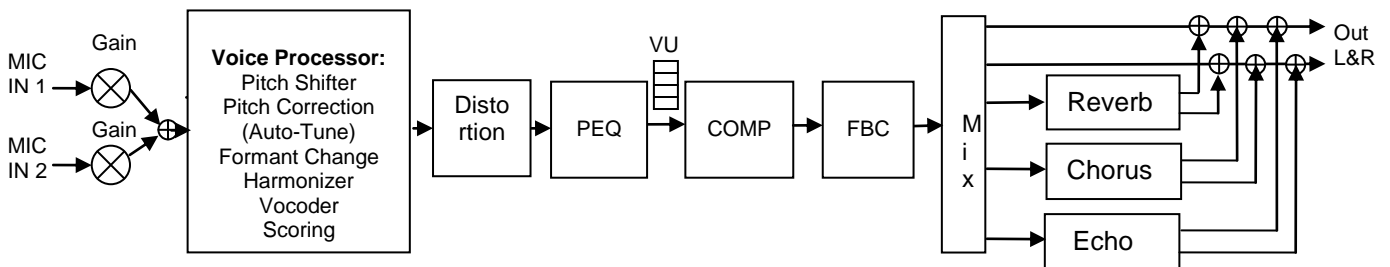 MIC
IN 1
Gain
MIC
IN 2
Gain
Voice Processor:
Pitch Shifter
Pitch Correction
(Auto-Tune)
Formant Change
Harmonizer
Vocoder
Scoring
Disto
rtion
PEQ
VU
COMP
FBC
M
i
x
Reverb
Chorus
Echo
Out
L&R